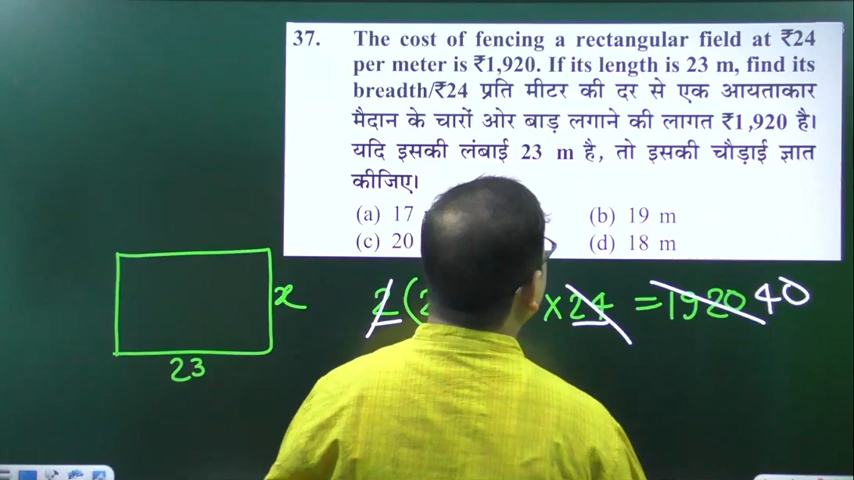 37. The cost of fencing a rectangular field at ₹24
per meter is ₹1,920. If its length is 23 m, find its
breadth/₹24 प्रति मीटर की दर से एक आयताकार
मैदान के चारों ओर बाड़ लगाने की लागत ₹1,920 है।
यदि इसकी लंबाई 23 m है, तो इसकी चौड़ाई ज्ञात
कीजिए।
(a) 17 (b) 19 m
(c) 20 (d) 18 m
x 2( ×24 =1920 40
23